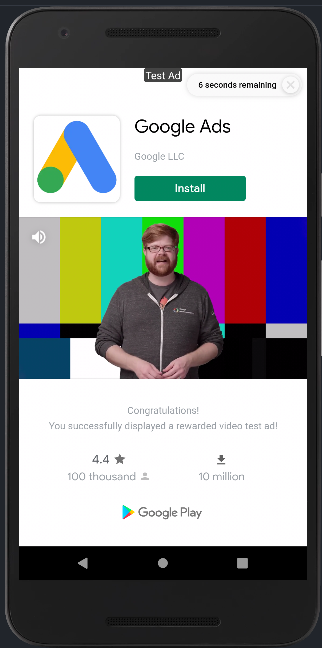 Test Ad
6 seconds remaining
Google Ads
Google LLC
Install
Congratulations!
You successfully displayed a rewarded video test ad!
4.4
100 thousand
10 million
Google Play